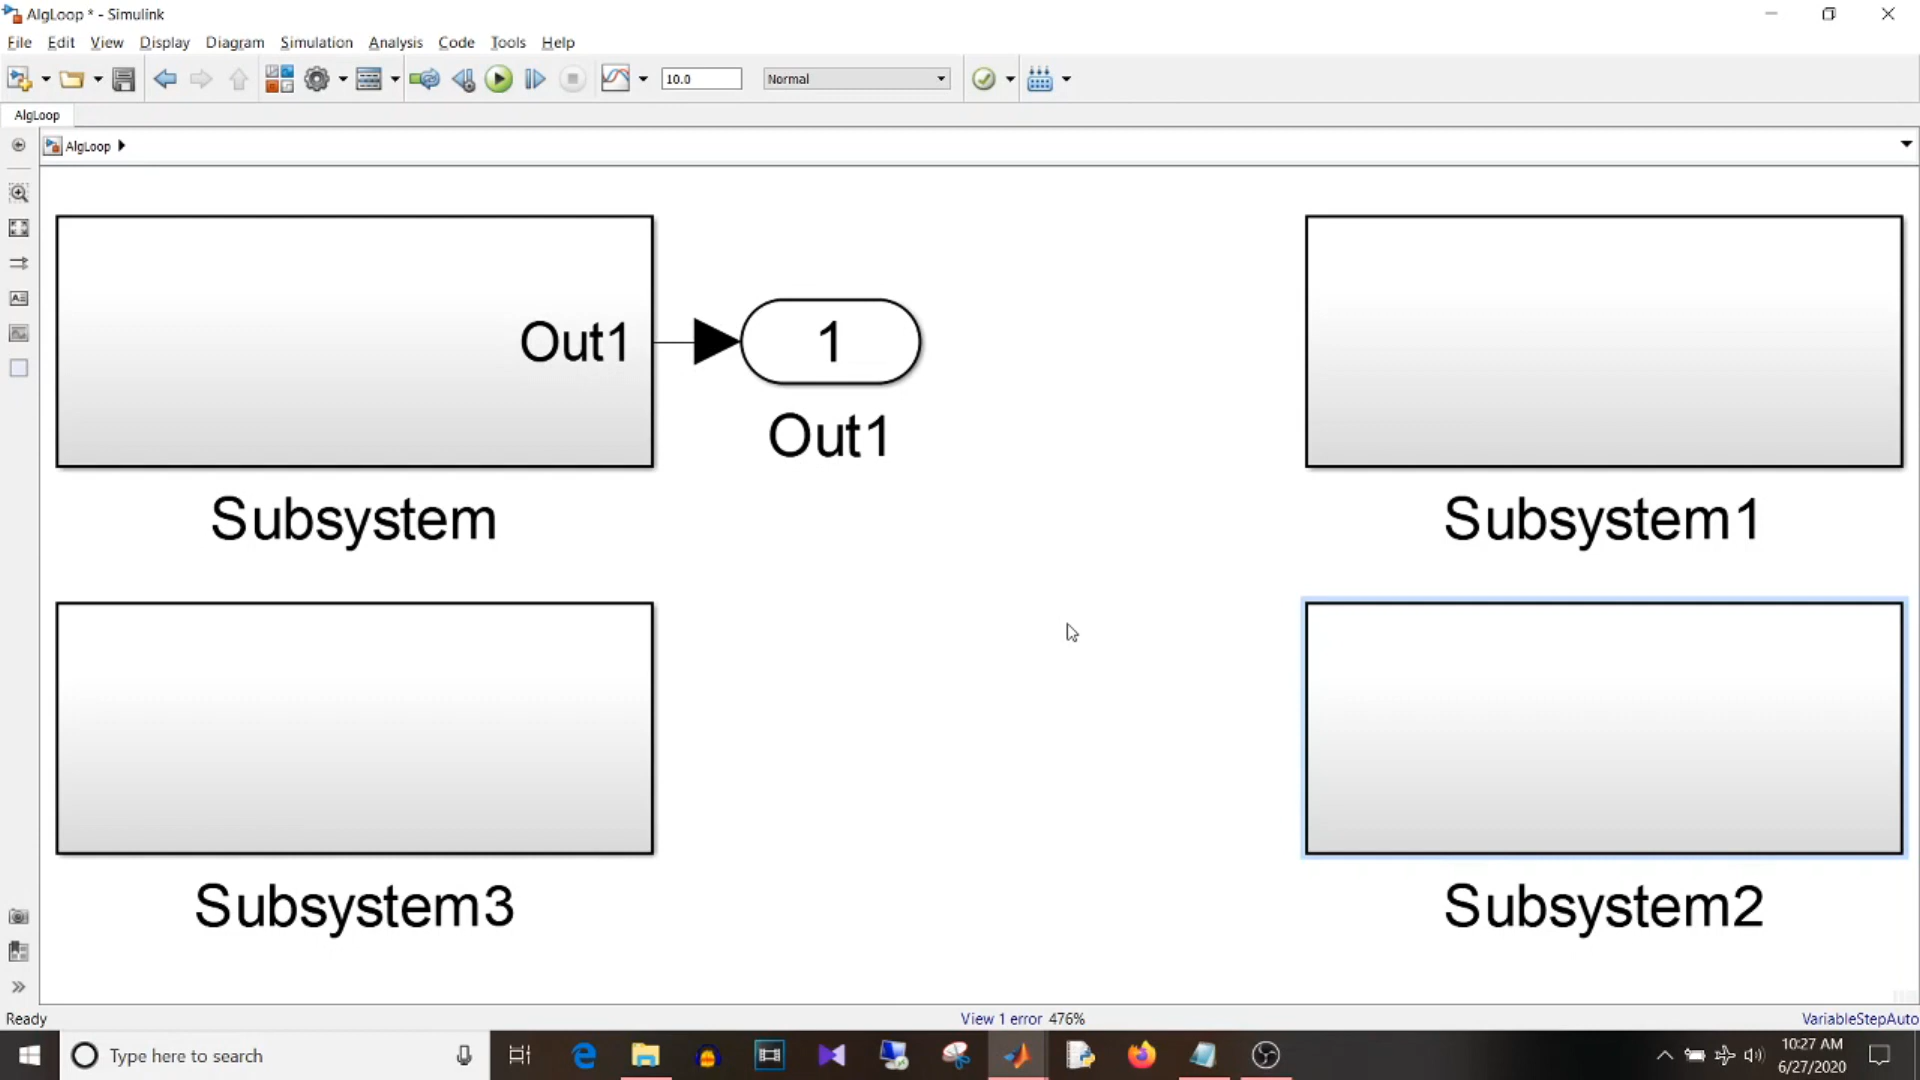 AlgLoop * - Simulink
File Edit View Display Diagram Simulation Analysis Code Tools Help
10.0 Normal
AlgLoop
AlgLoop
Out1 1
Out1
Subsystem Subsystem1
Subsystem3 Subsystem2
Ready View 1 error 476% VariableStepAuto
Type here to search 10:27 AM
6/27/2020